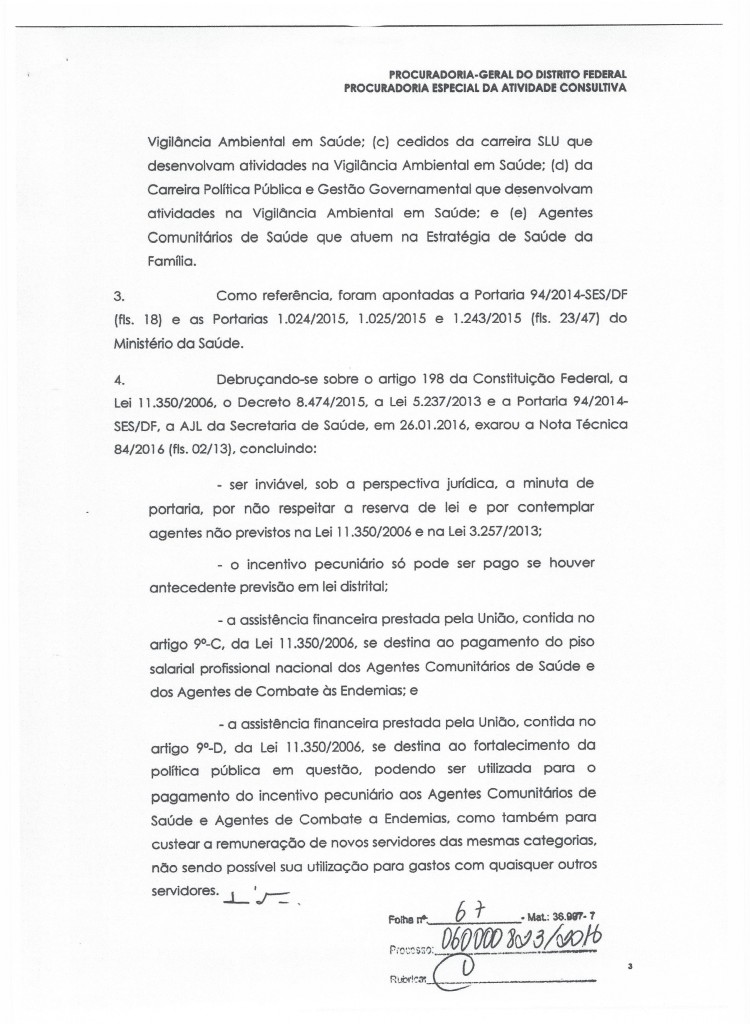 PROCURADORIA-GERAL DO DISTRITO FEDERAL
PROCURADORIA ESPECIAL DA ATIVIDADE CONSULTIVA
Vigilância Ambiental em Saúde; (c) cedidos da carreira SLU que
desenvolvam atividades na Vigilância Ambiental em Saúde; (d) da
Carreira Política Pública e Gestão Governamental que desenvolvam
atividades na Vigilância Ambiental em Saúde; e (e) Agentes
Comunitários de Saúde que atuem na Estratégia de Saúde da
Família.
3. Como referência, foram apontadas a Portaria 94/2014-SES/DF
(fls. 18) e as Portarias 1.024/2015, 1.025/2015 e 1.243/2015 (fls. 23/47) do
Ministério da Saúde.
4. Debruçando-se sobre o artigo 198 da Constituição Federal, a
Lei 11.350/2006, o Decreto 8.474/2015, a Lei 5.237/2013 e a Portaria 94/2014-
SES/DF, a AJL da Secretaria de Saúde, em 26.01.2016, exarou a Nota Técnica
84/2016 (fls. 02/13), concluindo:
- ser inviável, sob a perspectiva jurídica, a minuta de
portaria, por não respeitar a reserva de lei e por contemplar
agentes não previstos na Lei 11.350/2006 e na Lei 3.257/2013;
- o incentivo pecuniário só pode ser pago se houver
antecedente previsão em lei distrital;
- a assistência financeira prestada pela União, contida no
artigo 9º-C, da Lei 11.350/2006, se destina ao pagamento do piso
salarial profissional nacional dos Agentes Comunitários de Saúde e
dos Agentes de Combate às Endemias; e
- a assistência financeira prestada pela União, contida no
artigo 9º-D, da Lei 11.350/2006, se destina ao fortalecimento da
política pública em questão, podendo ser utilizada para o
pagamento do incentivo pecuniário aos Agentes Comunitários de
Saúde e Agentes de Combate a Endemias, como também para
custear a remuneração de novos servidores das mesmas categorias,
não sendo possível sua utilização para gastos com quaisquer outros
servidores.
Folha nº: 67 - Mat.: 36.997-7
Processo:
3
Rubrica: